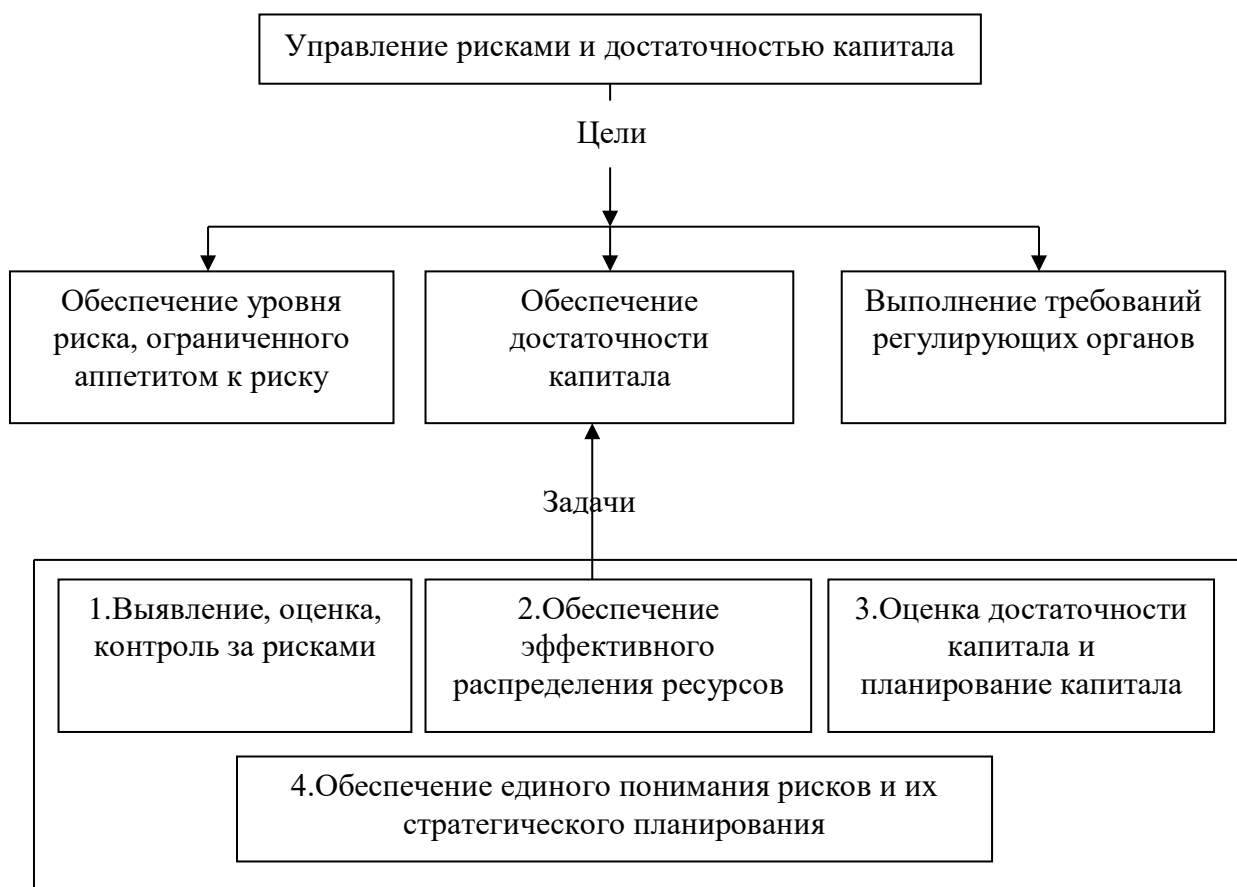 Управление рисками и достаточностью капитала
Цели
Обеспечение уровня
риска, ограниченного
аппетитом к риску
Обеспечение
достаточности
капитала
Выполнение требований
регулирующих органов
Задачи
1.Выявление, оценка,
контроль за рисками
2.Обеспечение
эффективного
распределения ресурсов
3.Оценка достаточности
капитала и
планирование капитала
4.Обеспечение единого понимания рисков и их
стратегического планирования